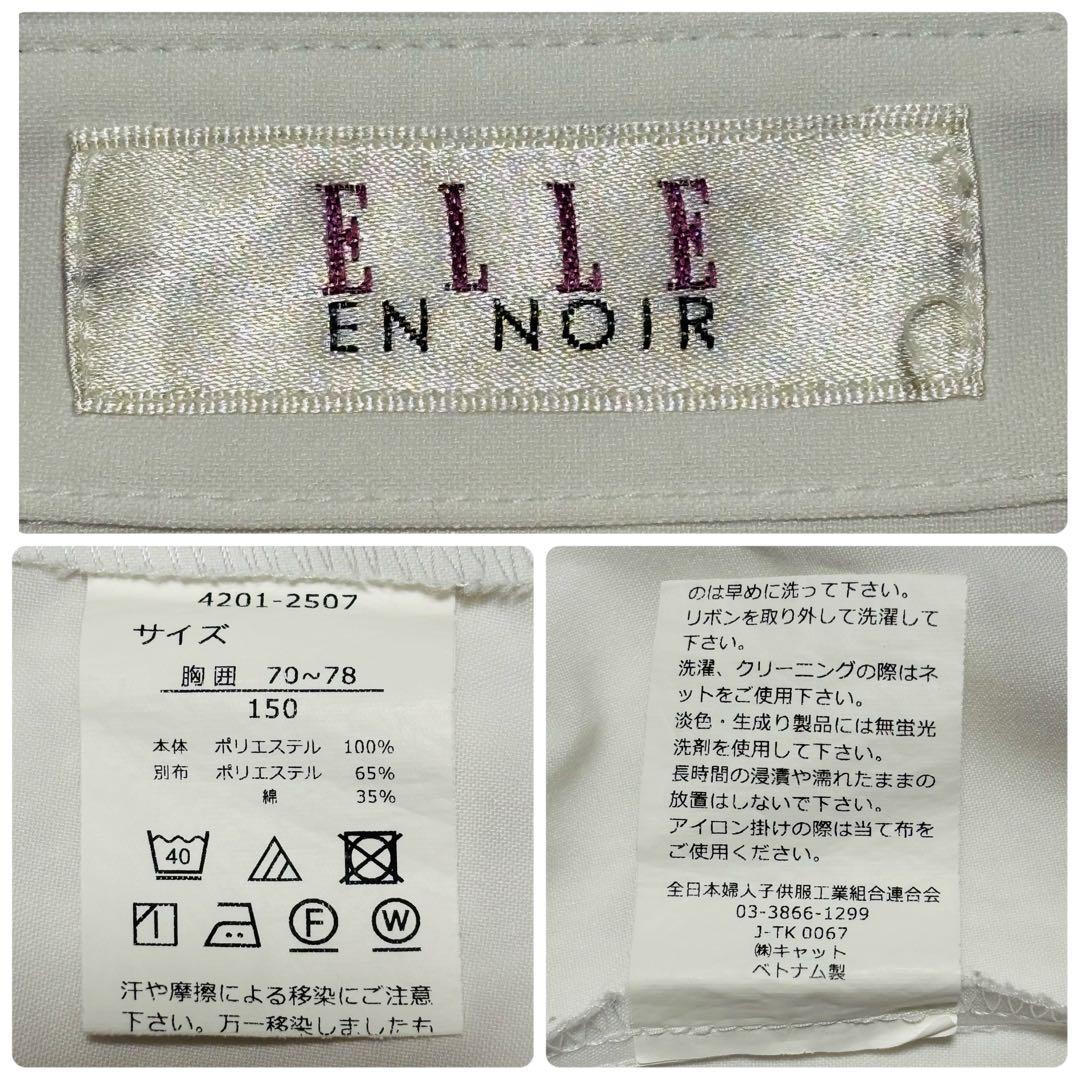 ELLE
EN NOIR
4201-2507
サイズ
胸囲 70~78
150
本体 ポリエステル 100%
別布 ポリエステル 65%
綿 35%
40
F W
汗や摩擦による移染にご注意
下さい。万一移染しましたも
のは早めに洗って下さい。
リボンを取り外して洗濯して
下さい。
洗濯、クリーニングの際はネ
ットをご使用下さい。
淡色・生成り製品には無蛍光
洗剤を使用して下さい。
長時間の浸漬や濡れたままの
放置はしないで下さい。
アイロン掛けの際は当て布を
ご使用ください。
全日本婦人子供服工業組合連合会
03-3866-1299
J-TK 0067
㈱キャット
ベトナム製